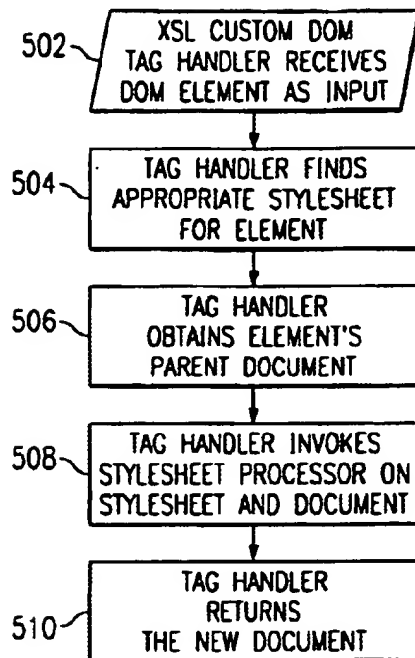 502
XSL CUSTOM DOM
TAG HANDLER RECEIVES
DOM ELEMENT AS INPUT
504
TAG HANDLER FINDS
APPROPRIATE STYLESHEET
FOR ELEMENT
506
TAG HANDLER
OBTAINS ELEMENT'S
PARENT DOCUMENT
508
TAG HANDLER INVOKES
STYLESHEET PROCESSOR ON
STYLESHEET AND DOCUMENT
510
TAG HANDLER
RETURNS
THE NEW DOCUMENT